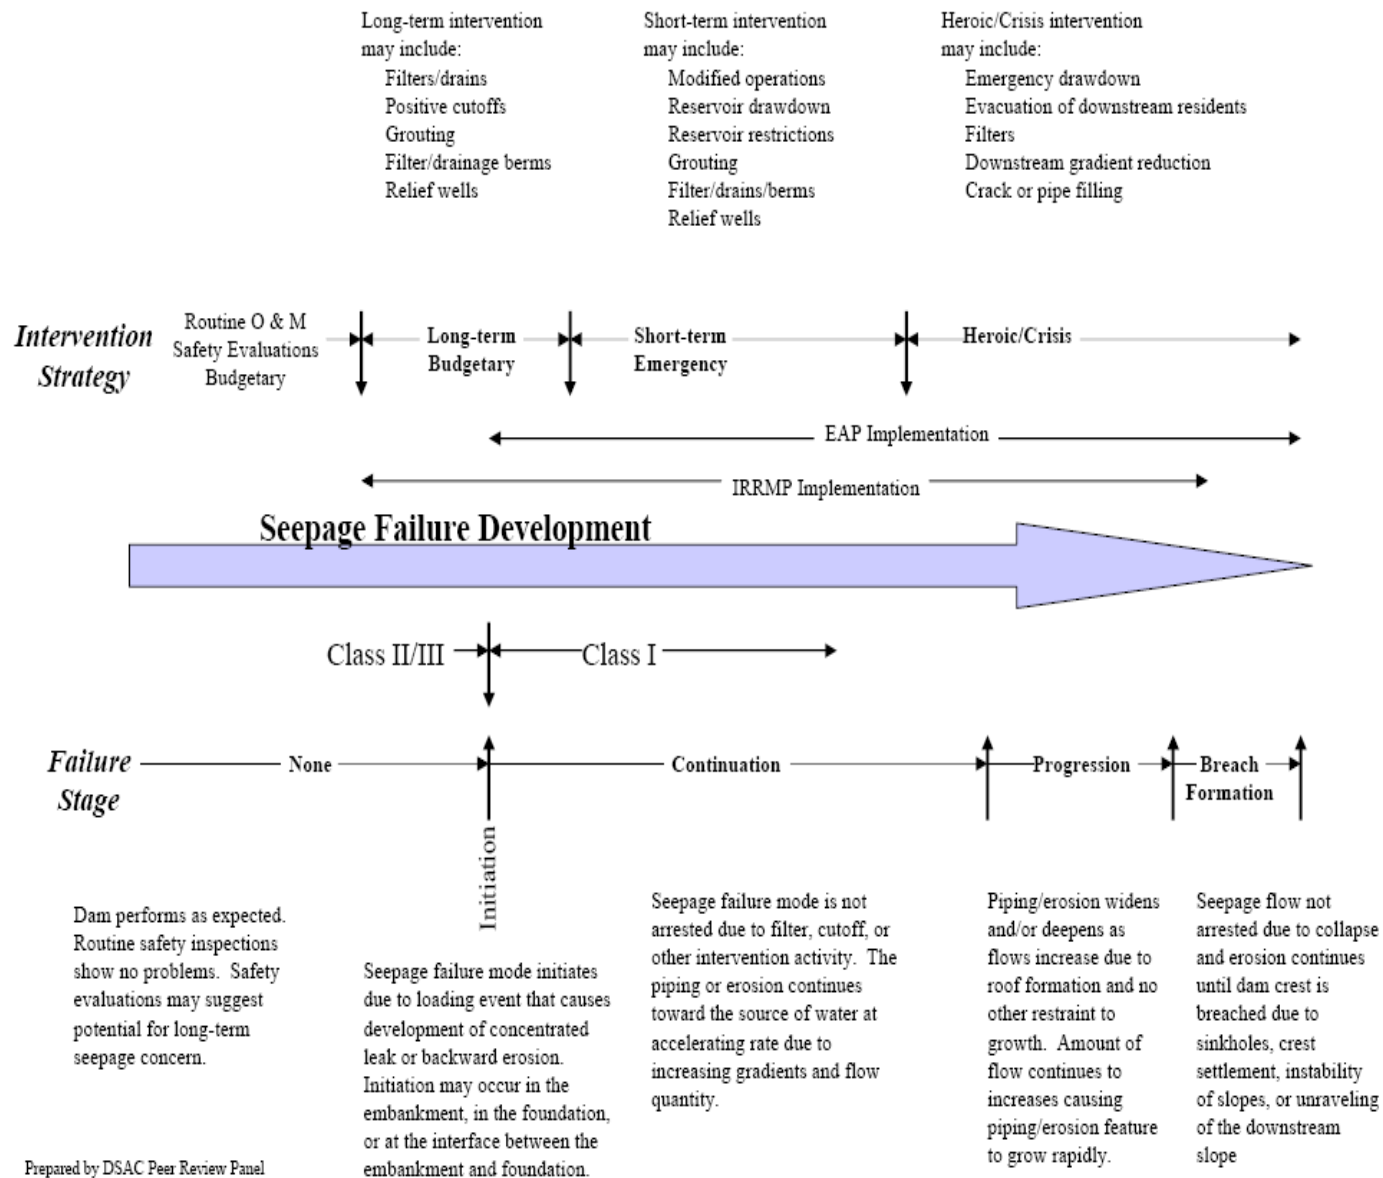 Long-term intervention
may include:
Filters/drains
Positive cutoffs
Grouting
Filter/drainage berms
Relief wells
Short-term intervention
may include:
Modified operations
Reservoir drawdown
Reservoir restrictions
Grouting
Filter/drains/berms
Relief wells
Heroic/Crisis intervention
may include:
Emergency drawdown
Evacuation of downstream residents
Filters
Downstream gradient reduction
Crack or pipe filling
Intervention
Strategy
Routine O & M
Safety Evaluations
Budgetary
Long-term
Budgetary
Short-term
Emergency
Heroic/Crisis
EAP Implementation
IRRMP Implementation
Seepage Failure Development
Class II/III
Class I
Failure
Stage
None
Continuation
Progression
Breach
Formation
Initiation
Dam performs as expected.
Routine safety inspections
show no problems. Safety
evaluations may suggest
potential for long-term
seepage concern.
Seepage failure mode initiates
due to loading event that causes
development of concentrated
leak or backward erosion.
Initiation may occur in the
embankment, in the foundation,
or at the interface between the
embankment and foundation.
Seepage failure mode is not
arrested due to filter, cutoff, or
other intervention activity. The
piping or erosion continues
toward the source of water at
accelerating rate due to
increasing gradients and flow
quantity.
Piping/erosion widens
and/or deepens as
flows increase due to
roof formation and no
other restraint to
growth. Amount of
flow continues to
increases causing
piping/erosion feature
to grow rapidly.
Seepage flow not
arrested due to collapse
and erosion continues
until dam crest is
breached due to
sinkholes, crest
settlement, instability
of slopes, or unraveling
of the downstream
slope
Prepared by DSAC Peer Review Panel